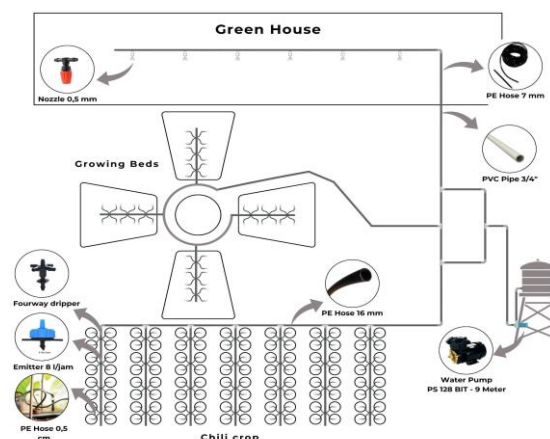 Green House
Nozzle 0,5 mm
PE Hose 7 mm
PVC Pipe 3/4"
Growing Beds
Fourway dripper
PE Hose 16 mm
Emitter 8 l/jam
Water Pump
PS 128 BIT - 9 Meter
PE Hose 0,5
cm
Chili crop